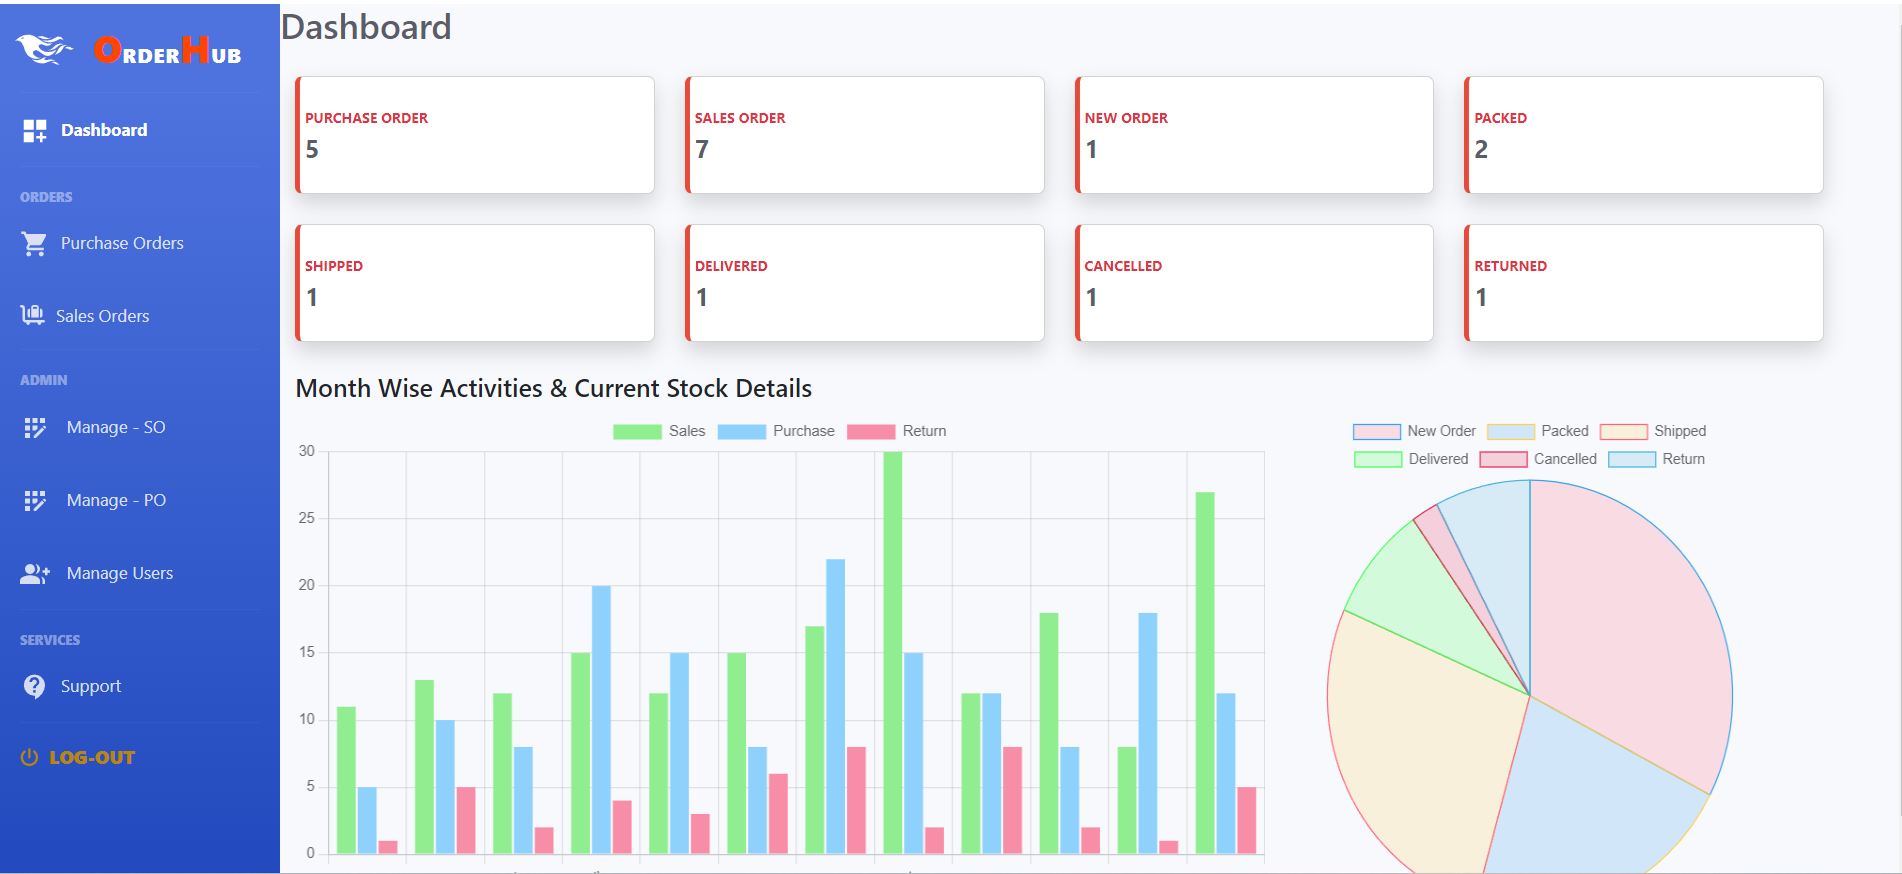 ORDERHUB
Dashboard
ORDERS
Purchase Orders
Sales Orders
ADMIN
Manage - SO
Manage - PO
Manage Users
SERVICES
Support
LOG-OUT
Dashboard
PURCHASE ORDER
5
SALES ORDER
7
NEW ORDER
1
PACKED
2
SHIPPED
1
DELIVERED
1
CANCELLED
1
RETURNED
1
Month Wise Activities & Current Stock Details
Sales Purchase Return
30
25
20
15
10
5
0
New Order Packed Shipped
Delivered Cancelled Return